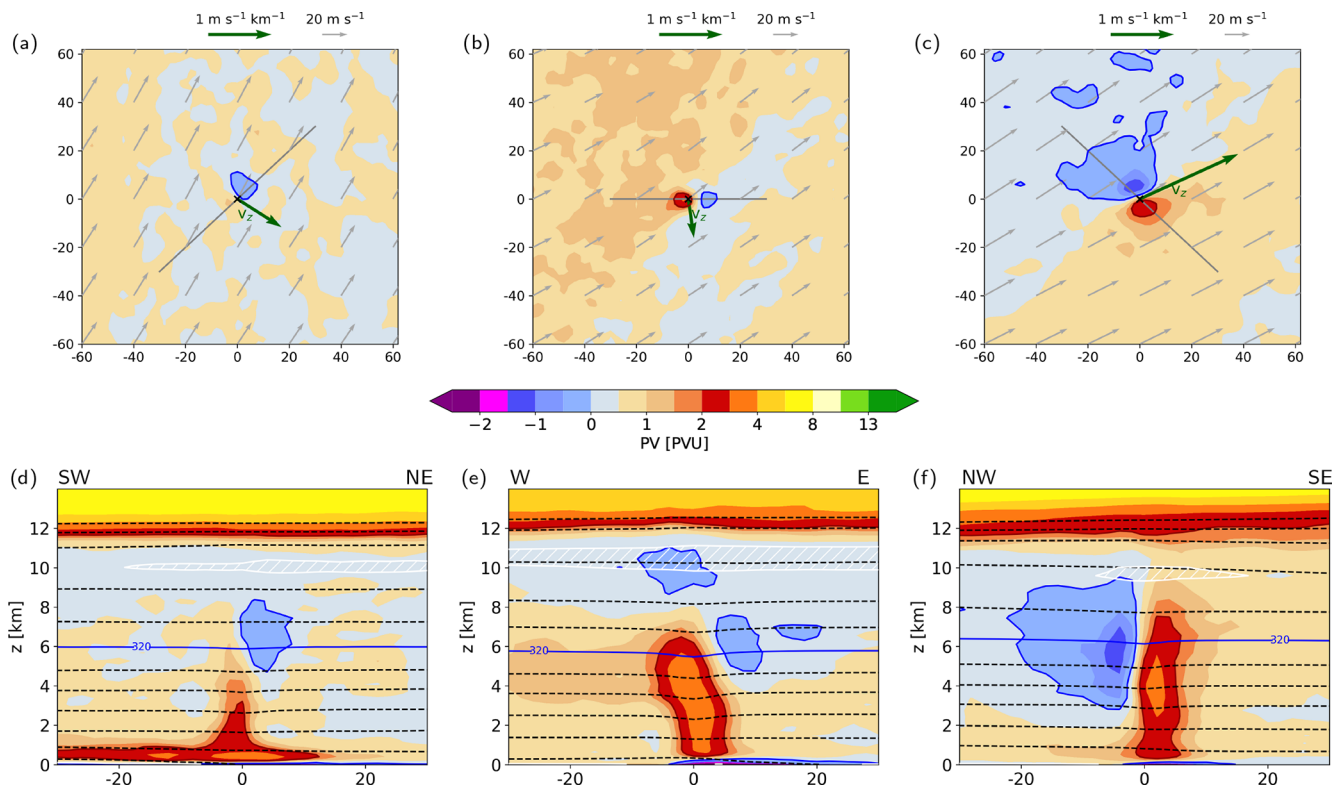 1 m s⁻¹ km⁻¹ 20 m s⁻¹ 1 m s⁻¹ km⁻¹ 20 m s⁻¹ 1 m s⁻¹ km⁻¹ 20 m s⁻¹
(a) (b) (c)
60 60 60
40 40 40
20 20 20
0 0 0
v_z v_z v_z
-20 -20 -20
-40 -40 -40
-60 -60 -60
-60 -40 -20 0 20 40 60 -60 -40 -20 0 20 40 60 -60 -40 -20 0 20 40 60
−2 −1 0 1 2 4 8 13
PV [PVU]
(d) SW NE (e) W E (f) NW SE
12 12 12
10 10 10
8 8 8
z [km] z [km] z [km]
6 320 6 320 6 320
4 4 4
2 2 2
0 0 0
-20 0 20 -20 0 20 -20 0 20